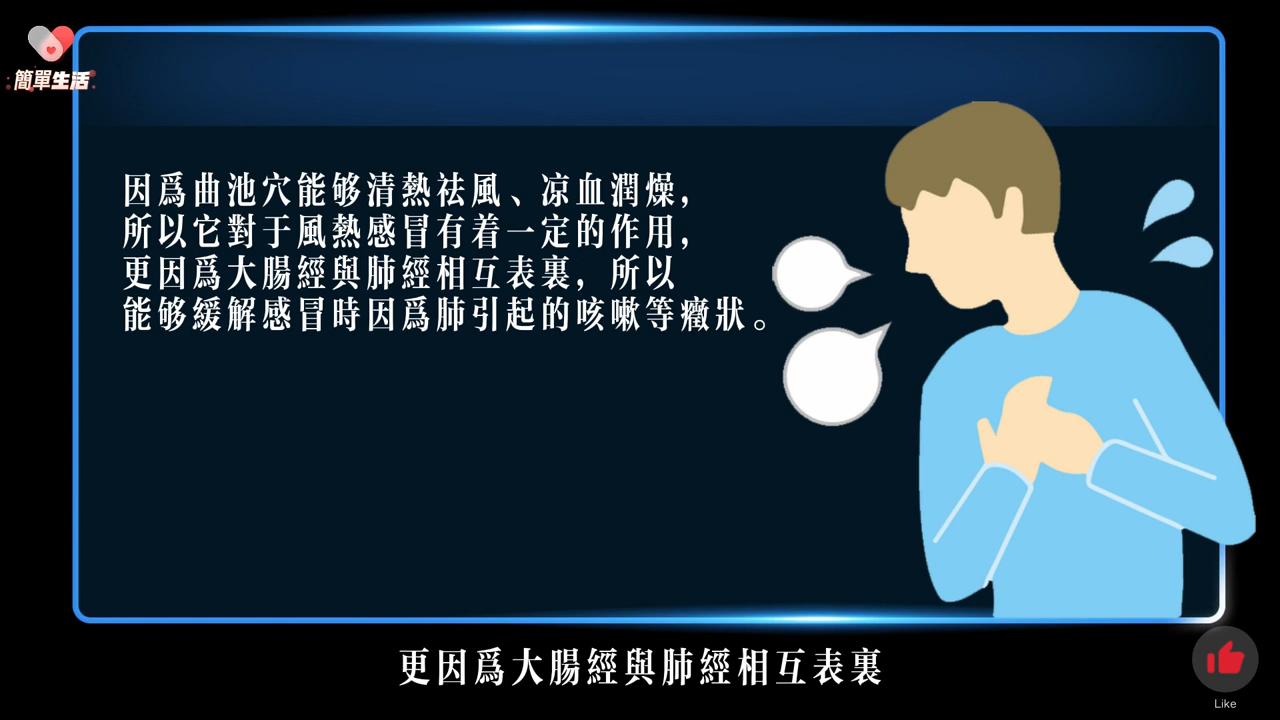 簡單生活
因爲曲池穴能够清熱祛風、凉血潤燥，
所以它對于風熱感冒有着一定的作用，
更因爲大腸經與肺經相互表裏，所以
能够緩解感冒時因爲肺引起的咳嗽等癥狀。
更因爲大腸經與肺經相互表裏
Like